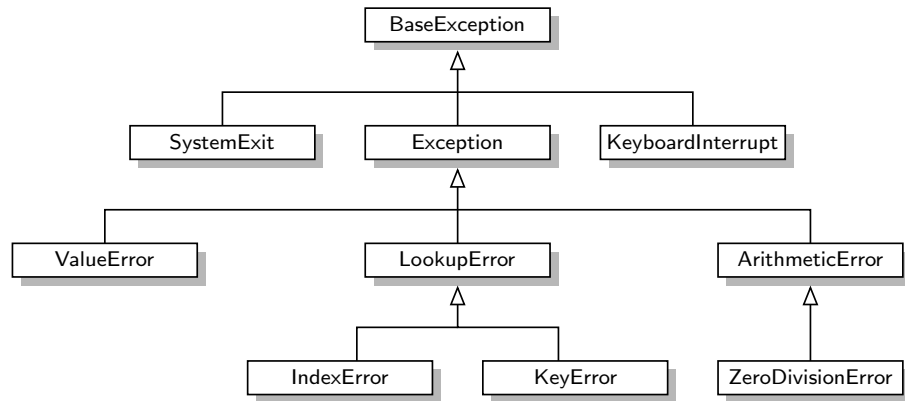 BaseException
SystemExit
Exception
KeyboardInterrupt
ValueError
LookupError
ArithmeticError
IndexError
KeyError
ZeroDivisionError